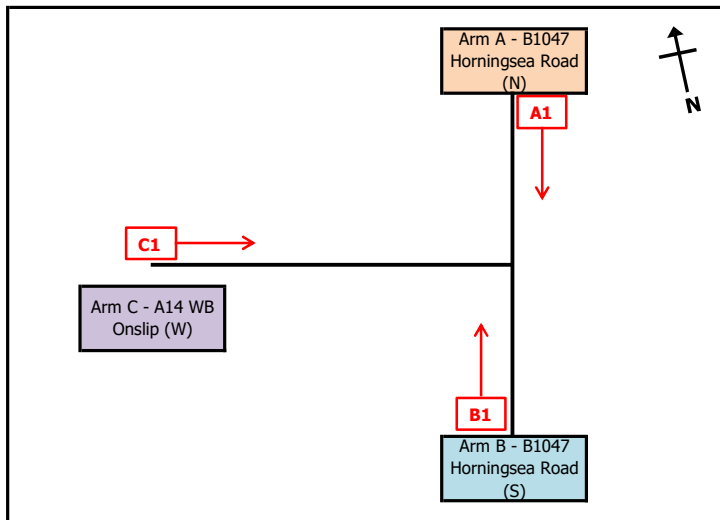 Arm A - B1047
Horningsea Road
(N)
A1
N
C1
Arm C - A14 WB
Onslip (W)
B1
Arm B - B1047
Horningsea Road
(S)